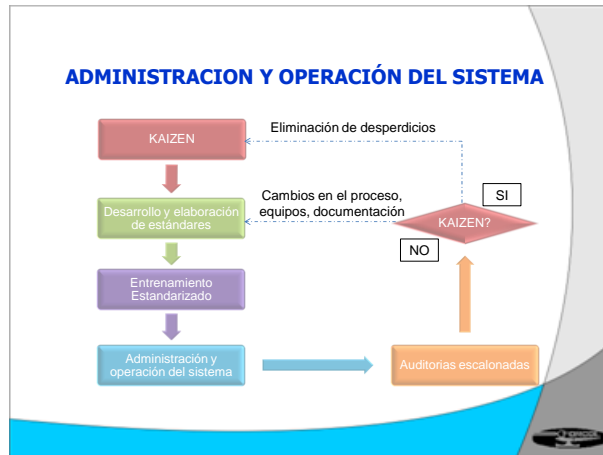 ADMINISTRACION Y OPERACIÓN DEL SISTEMA
KAIZEN
Eliminación de desperdicios
SI
Desarrollo y elaboración
de estándares
Cambios en el proceso,
equipos, documentación
KAIZEN?
NO
Entrenamiento
Estandarizado
Administración y
operación del sistema
Auditorias escalonadas